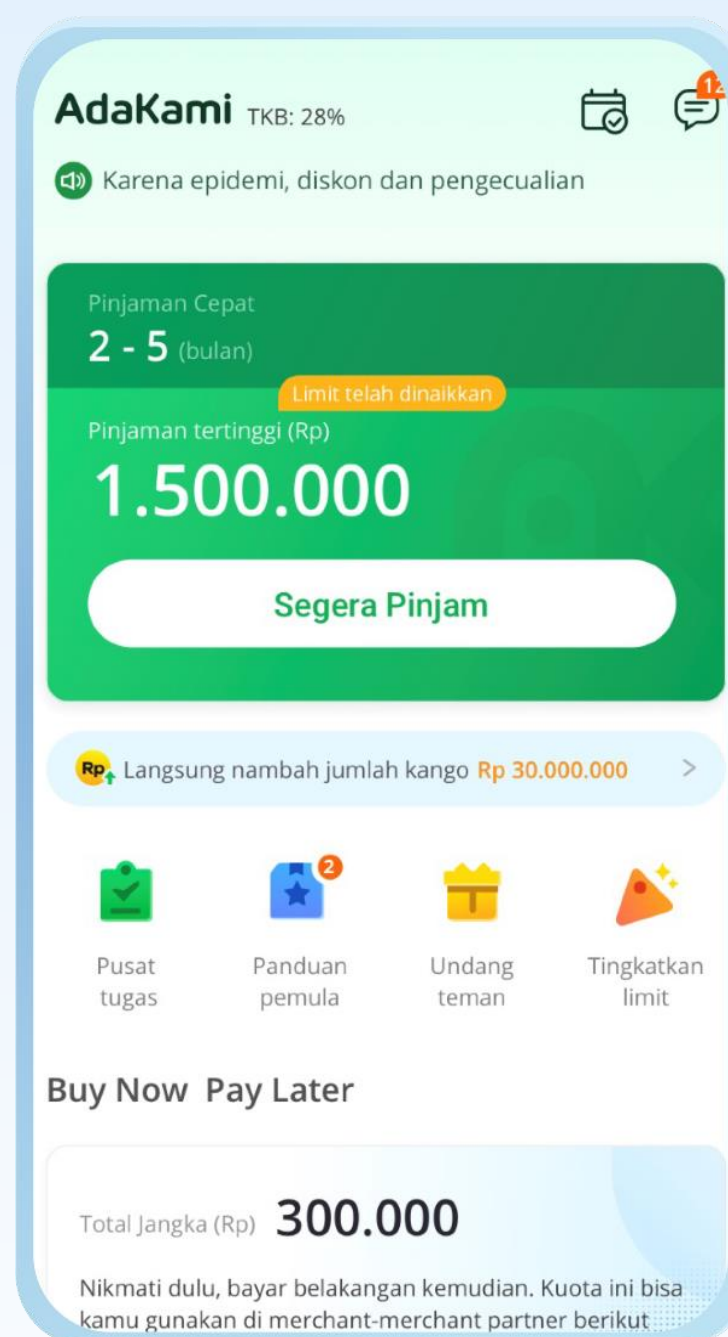 AdaKami TKB: 28%
12
Karena epidemi, diskon dan pengecualian
Pinjaman Cepat
2 - 5 (bulan)
Limit telah dinaikkan
Pinjaman tertinggi (Rp)
1.500.000
Segera Pinjam
Rp Langsung nambah jumlah kango Rp 30.000.000 >
2
Pusat tugas
Panduan pemula
Undang teman
Tingkatkan limit
Buy Now Pay Later
Total Jangka (Rp) 300.000
Nikmati dulu, bayar belakangan kemudian. Kuota ini bisa
kamu gunakan di merchant-merchant partner berikut